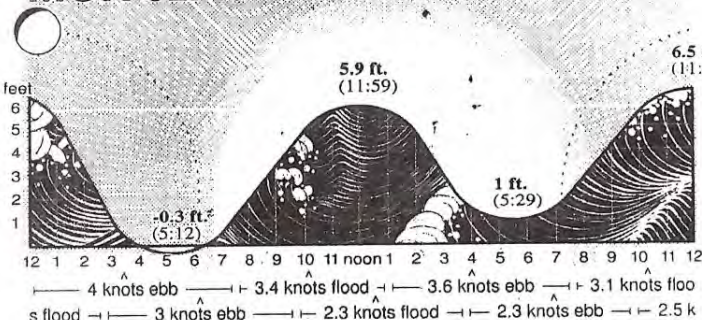 5.9 ft.
(11:59)
6.5
(11:
feet
6
5
4
3
2
1
-0.3 ft.
(5:12)
1 ft.
(5:29)
12 1 2 3 4 5 6 7 8 9 10 11 noon 1 2 3 4 5 6 7 8 9 10 11 12
4 knots ebb 3.4 knots flood 3.6 knots ebb 3.1 knots floo
s flood 3 knots ebb 2.3 knots flood 2.3 knots ebb 2.5 k